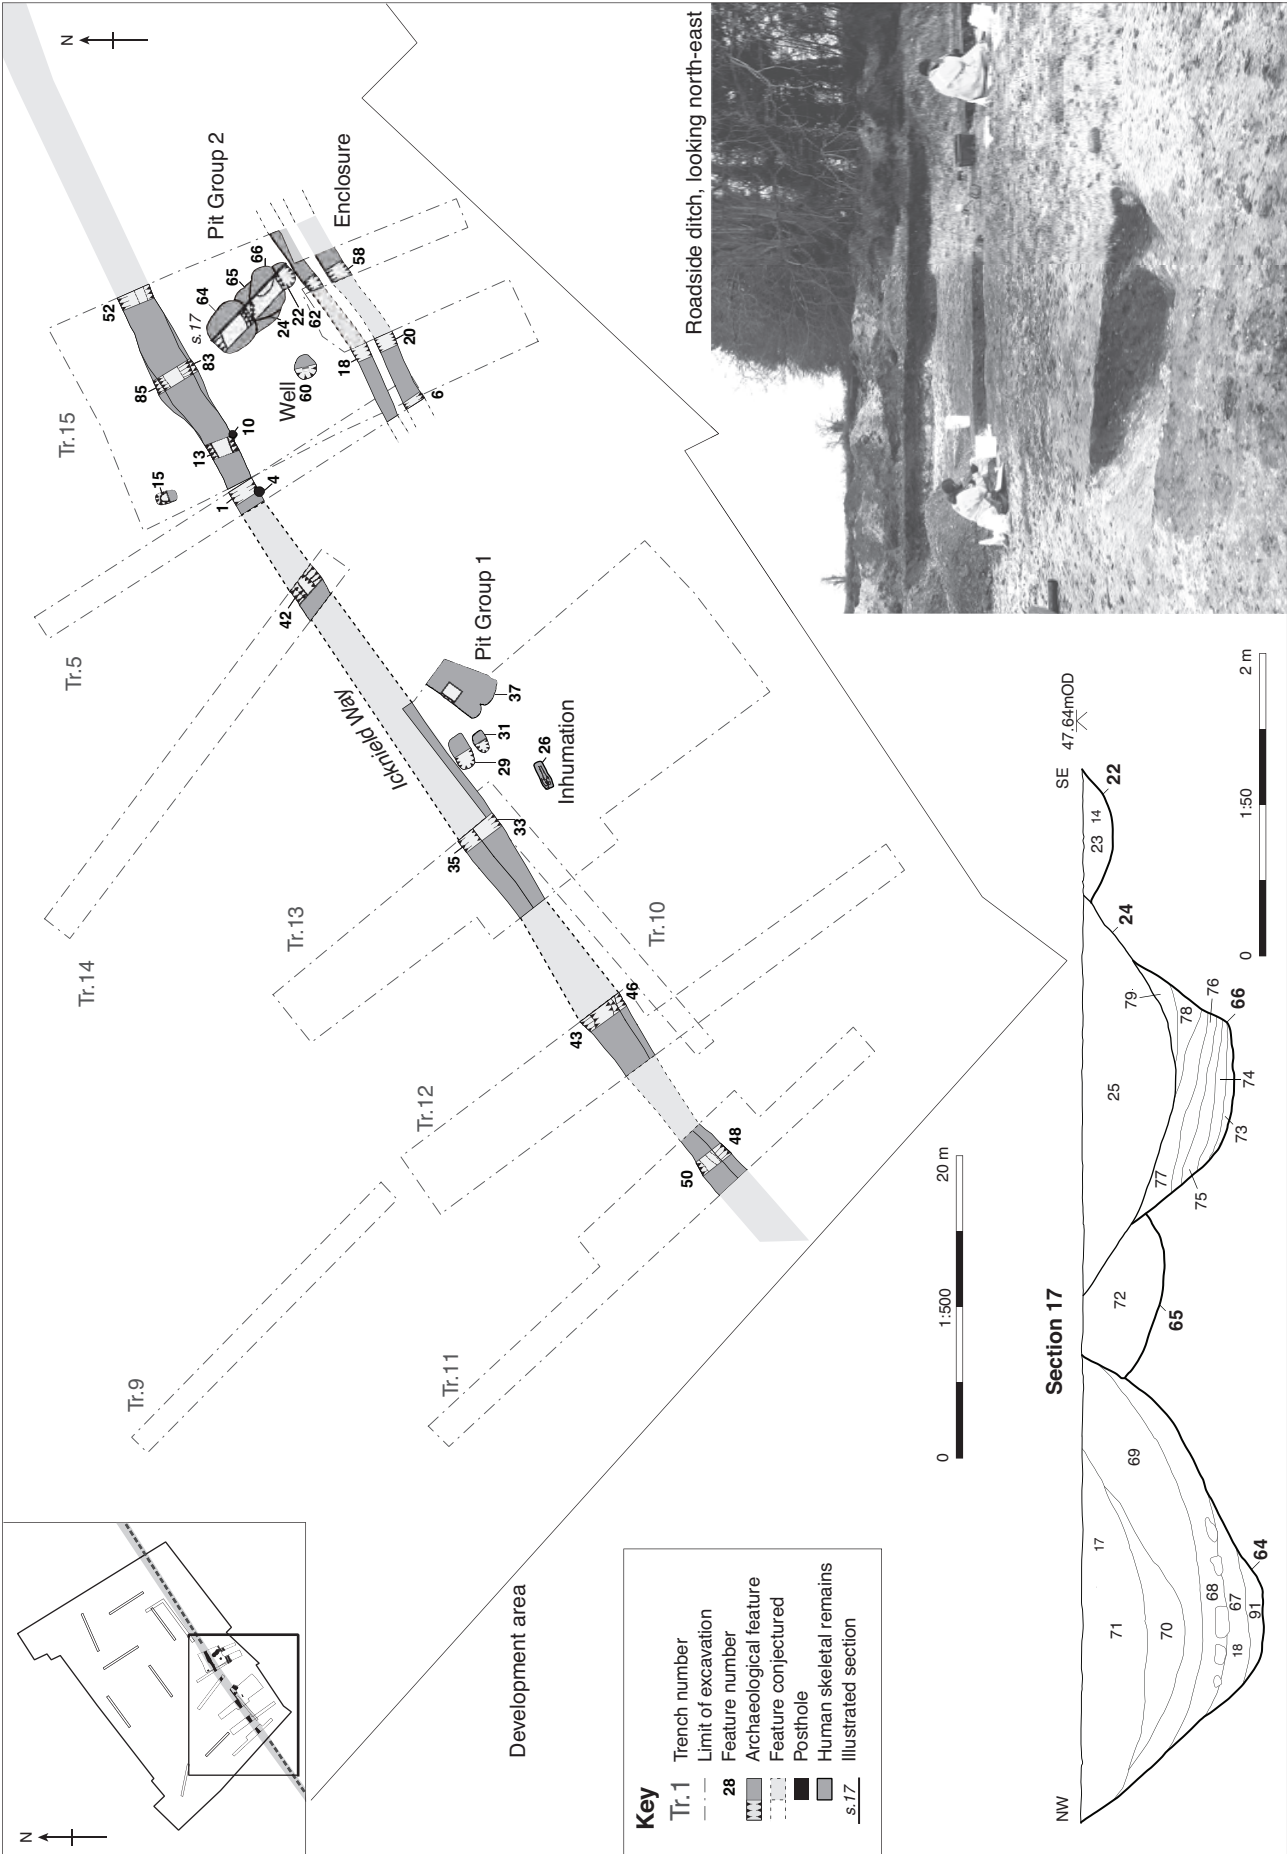 N
Development area
Key
Tr.1 Trench number
Limit of excavation
28 Feature number
Archaeological feature
Feature conjectured
Posthole
Human skeletal remains
s.17 Illustrated section
N
Tr.9
Tr.11
Tr.12
Tr.10
Tr.13
Tr.14
Tr.5
Tr.15
Icknield Way
Pit Group 1
Inhumation
Pit Group 2
Enclosure
Well
s.17
50
48
43
46
35
33
29
31
26
37
42
1
4
15
13
10
85
83
52
60
64
65
66
24
22
62
18
20
6
58
0 1:500 20 m
Section 17
NW
SE
47.64mOD
71
17
70
69
68
18
67
91
64
72
65
77
75
73
74
66
76
78
79
25
24
23
14
22
0 1:50 2 m
Roadside ditch, looking north-east